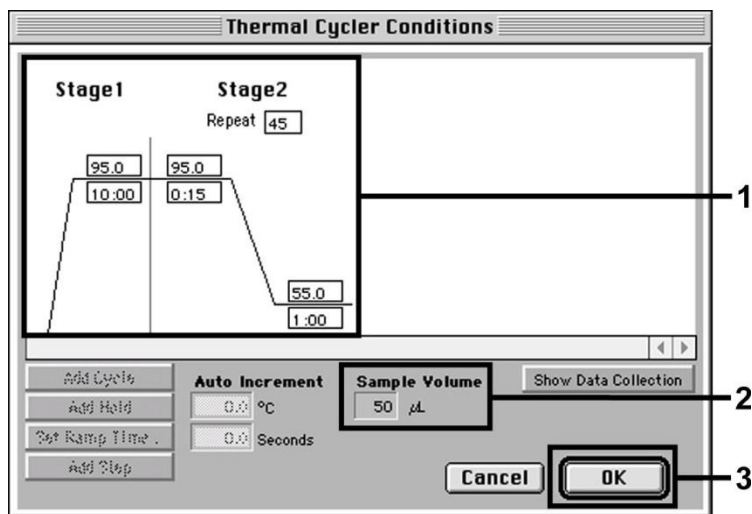 Thermal Cycler Conditions
Stage1 Stage2
Repeat 45
95.0 95.0
10:00 0:15
1
55.0
1:00
Add Cycle
Add Hold
Set Ramp Time .
Add Step
Auto Increment
0.0 °C
0.0 Seconds
Sample Volume
50 µL
Show Data Collection
2
Cancel OK
3